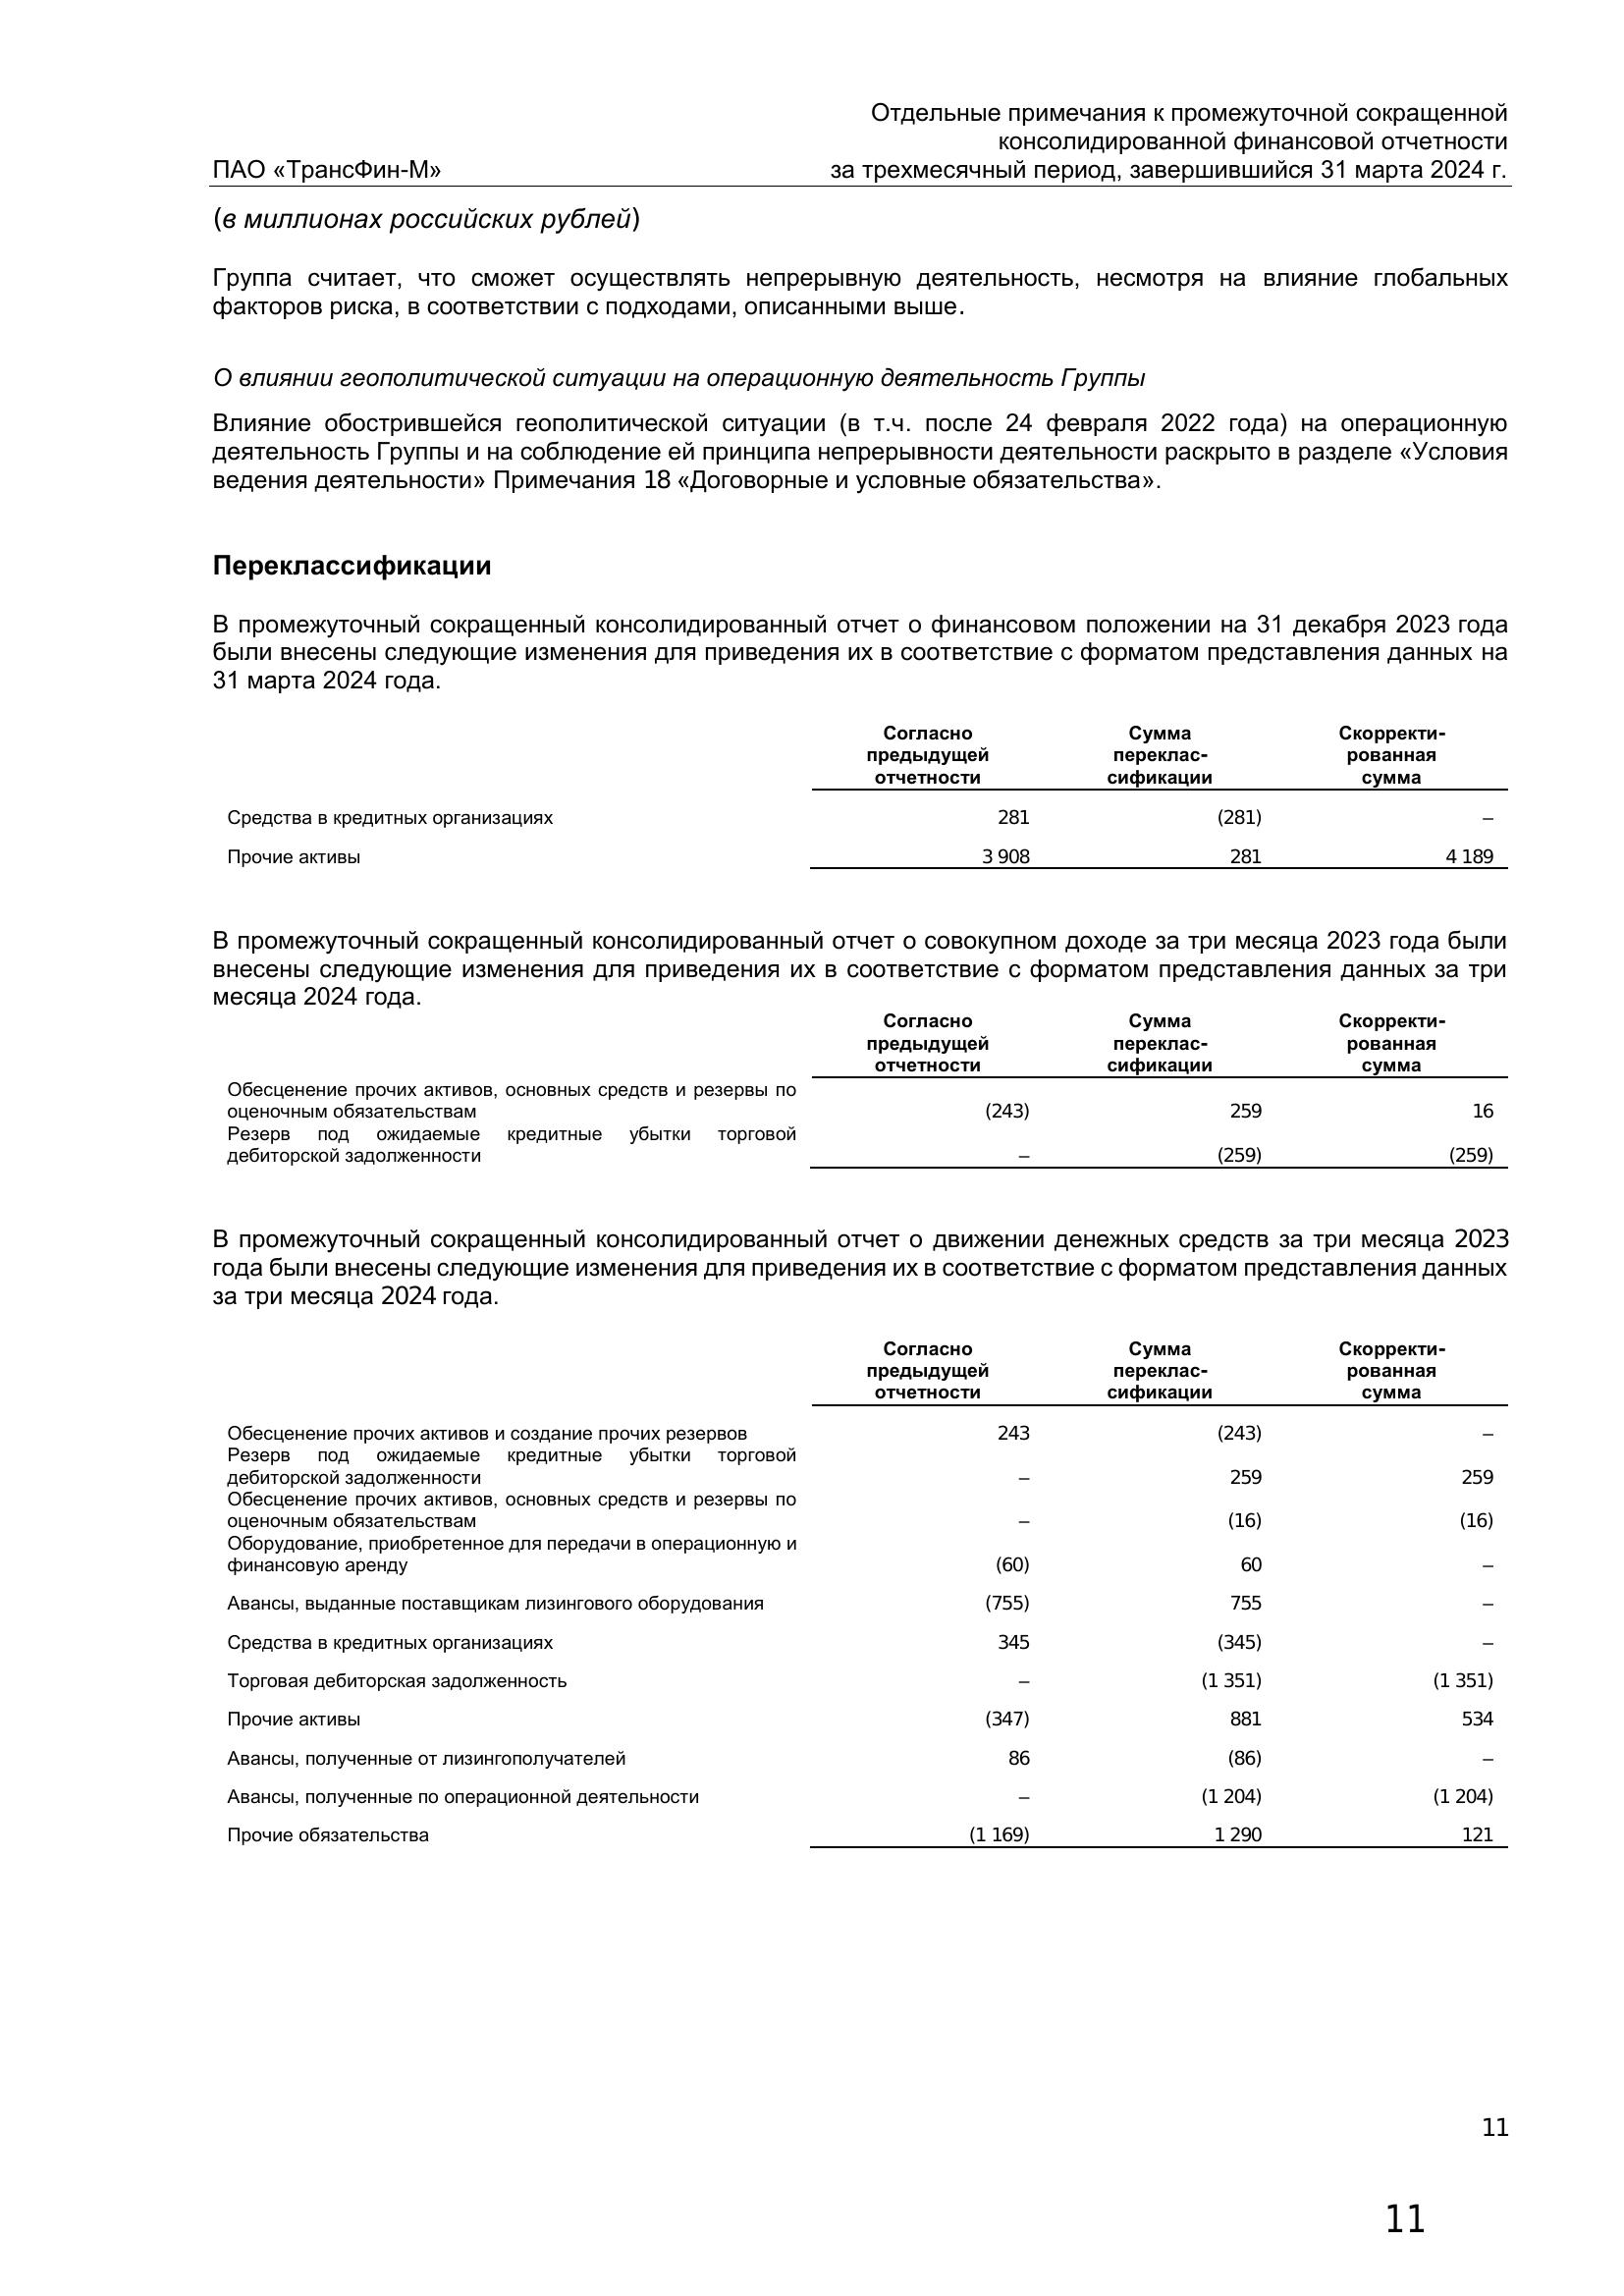 Отдельные примечания к промежуточной сокращенной
консолидированной финансовой отчетности
ПАО «ТрансФин-М» за трехмесячный период, завершившийся 31 марта 2024 г.
(в миллионах российских рублей)
Группа считает, что сможет осуществлять непрерывную деятельность, несмотря на влияние глобальных
факторов риска, в соответствии с подходами, описанными выше.
О влиянии геополитической ситуации на операционную деятельность Группы
Влияние обострившейся геополитической ситуации (в т.ч. после 24 февраля 2022 года) на операционную
деятельность Группы и на соблюдение ей принципа непрерывности деятельности раскрыто в разделе «Условия
ведения деятельности» Примечания 18 «Договорные и условные обязательства».
Переклассификации
В промежуточный сокращенный консолидированный отчет о финансовом положении на 31 декабря 2023 года
были внесены следующие изменения для приведения их в соответствие с форматом представления данных на
31 марта 2024 года.
Согласно Сумма Скорректи-
предыдущей переклас- рованная
отчетности сификации сумма
Средства в кредитных организациях 281 (281) –
Прочие активы 3 908 281 4 189
В промежуточный сокращенный консолидированный отчет о совокупном доходе за три месяца 2023 года были
внесены следующие изменения для приведения их в соответствие с форматом представления данных за три
месяца 2024 года.
Согласно Сумма Скорректи-
предыдущей переклас- рованная
отчетности сификации сумма
Обесценение прочих активов, основных средств и резервы по
оценочным обязательствам (243) 259 16
Резерв под ожидаемые кредитные убытки торговой
дебиторской задолженности – (259) (259)
В промежуточный сокращенный консолидированный отчет о движении денежных средств за три месяца 2023
года были внесены следующие изменения для приведения их в соответствие с форматом представления данных
за три месяца 2024 года.
Согласно Сумма Скорректи-
предыдущей переклас- рованная
отчетности сификации сумма
Обесценение прочих активов и создание прочих резервов 243 (243) –
Резерв под ожидаемые кредитные убытки торговой
дебиторской задолженности – 259 259
Обесценение прочих активов, основных средств и резервы по
оценочным обязательствам – (16) (16)
Оборудование, приобретенное для передачи в операционную и
финансовую аренду (60) 60 –
Авансы, выданные поставщикам лизингового оборудования (755) 755 –
Средства в кредитных организациях 345 (345) –
Торговая дебиторская задолженность – (1 351) (1 351)
Прочие активы (347) 881 534
Авансы, полученные от лизингополучателей 86 (86) –
Авансы, полученные по операционной деятельности – (1 204) (1 204)
Прочие обязательства (1 169) 1 290 121
11
11